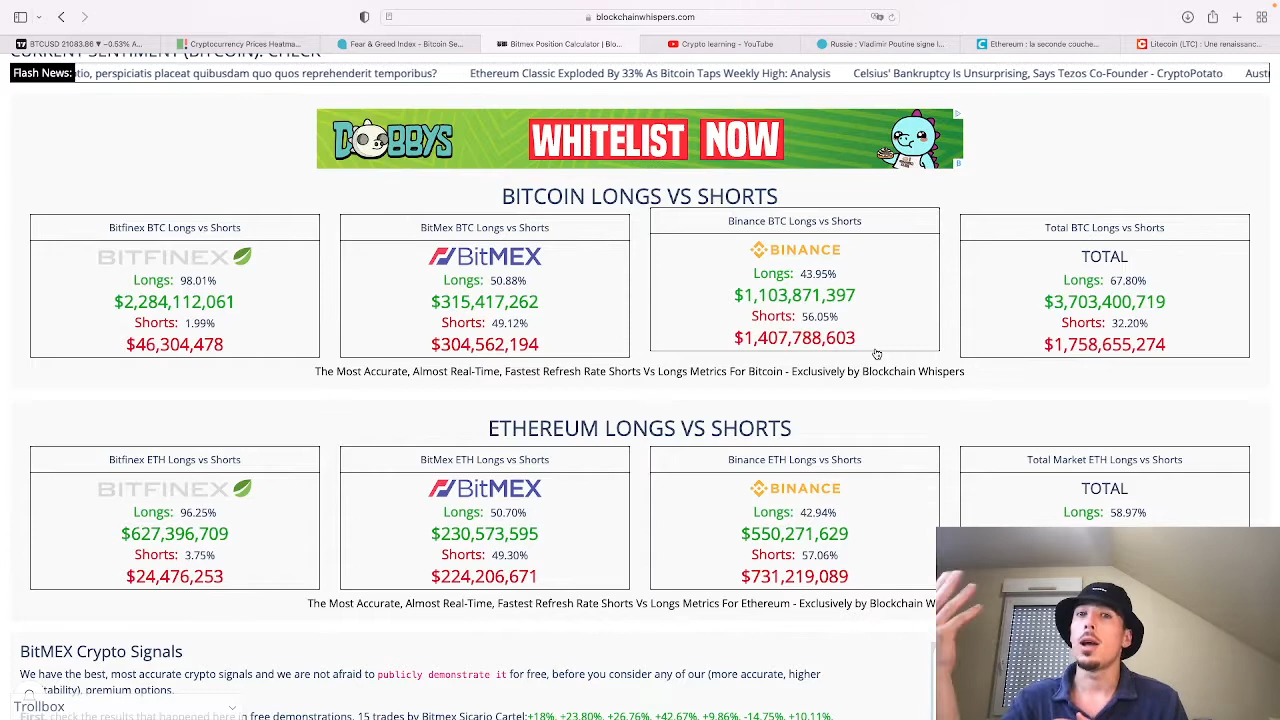 blockchainwhispers.com
BTCUSD 21083.86 ▼ −0.53% A...
Cryptocurrency Prices Heatma...
Fear & Greed Index - Bitcoin Se...
Bitmex Position Calculator | Blo...
Crypto learning - YouTube
Russie : Vladimir Poutine signe l...
Ethereum : la seconde couche...
Litecoin (LTC) : Une renaissanc...
CURRENT SENTIMENT (BITCOIN): CHECK
Flash News: tio, perspiciatis placeat quibusdam quo quos reprehenderit temporibus? Ethereum Classic Exploded By 33% As Bitcoin Taps Weekly High: Analysis Celsius' Bankruptcy Is Unsurprising, Says Tezos Co-Founder - CryptoPotato Austr
DOBBYS WHITELIST NOW
BITCOIN LONGS VS SHORTS
Bitfinex BTC Longs vs Shorts
BITFINEX
Longs: 98.01%
$2,284,112,061
Shorts: 1.99%
$46,304,478
BitMex BTC Longs vs Shorts
BitMEX
Longs: 50.88%
$315,417,262
Shorts: 49.12%
$304,562,194
Binance BTC Longs vs Shorts
BINANCE
Longs: 43.95%
$1,103,871,397
Shorts: 56.05%
$1,407,788,603
Total BTC Longs vs Shorts
TOTAL
Longs: 67.80%
$3,703,400,719
Shorts: 32.20%
$1,758,655,274
The Most Accurate, Almost Real-Time, Fastest Refresh Rate Shorts Vs Longs Metrics For Bitcoin - Exclusively by Blockchain Whispers
ETHEREUM LONGS VS SHORTS
Bitfinex ETH Longs vs Shorts
BITFINEX
Longs: 96.25%
$627,396,709
Shorts: 3.75%
$24,476,253
BitMex ETH Longs vs Shorts
BitMEX
Longs: 50.70%
$230,573,595
Shorts: 49.30%
$224,206,671
Binance ETH Longs vs Shorts
BINANCE
Longs: 42.94%
$550,271,629
Shorts: 57.06%
$731,219,089
Total Market ETH Longs vs Shorts
TOTAL
Longs: 58.97%
The Most Accurate, Almost Real-Time, Fastest Refresh Rate Shorts Vs Longs Metrics For Ethereum - Exclusively by Blockchain W
BitMEX Crypto Signals
We have the best, most accurate crypto signals and we are not afraid to publicly demonstrate it for free, before you consider any of our (more accurate, higher
tability), premium options.
Trollbox
First, check the results that happened here in free demonstrations. 15 trades by Bitmex Sicario Cartel:+18%, +23.80%, +26.76%, +42.67%, +9.86%, -14.75%, +10.11%,